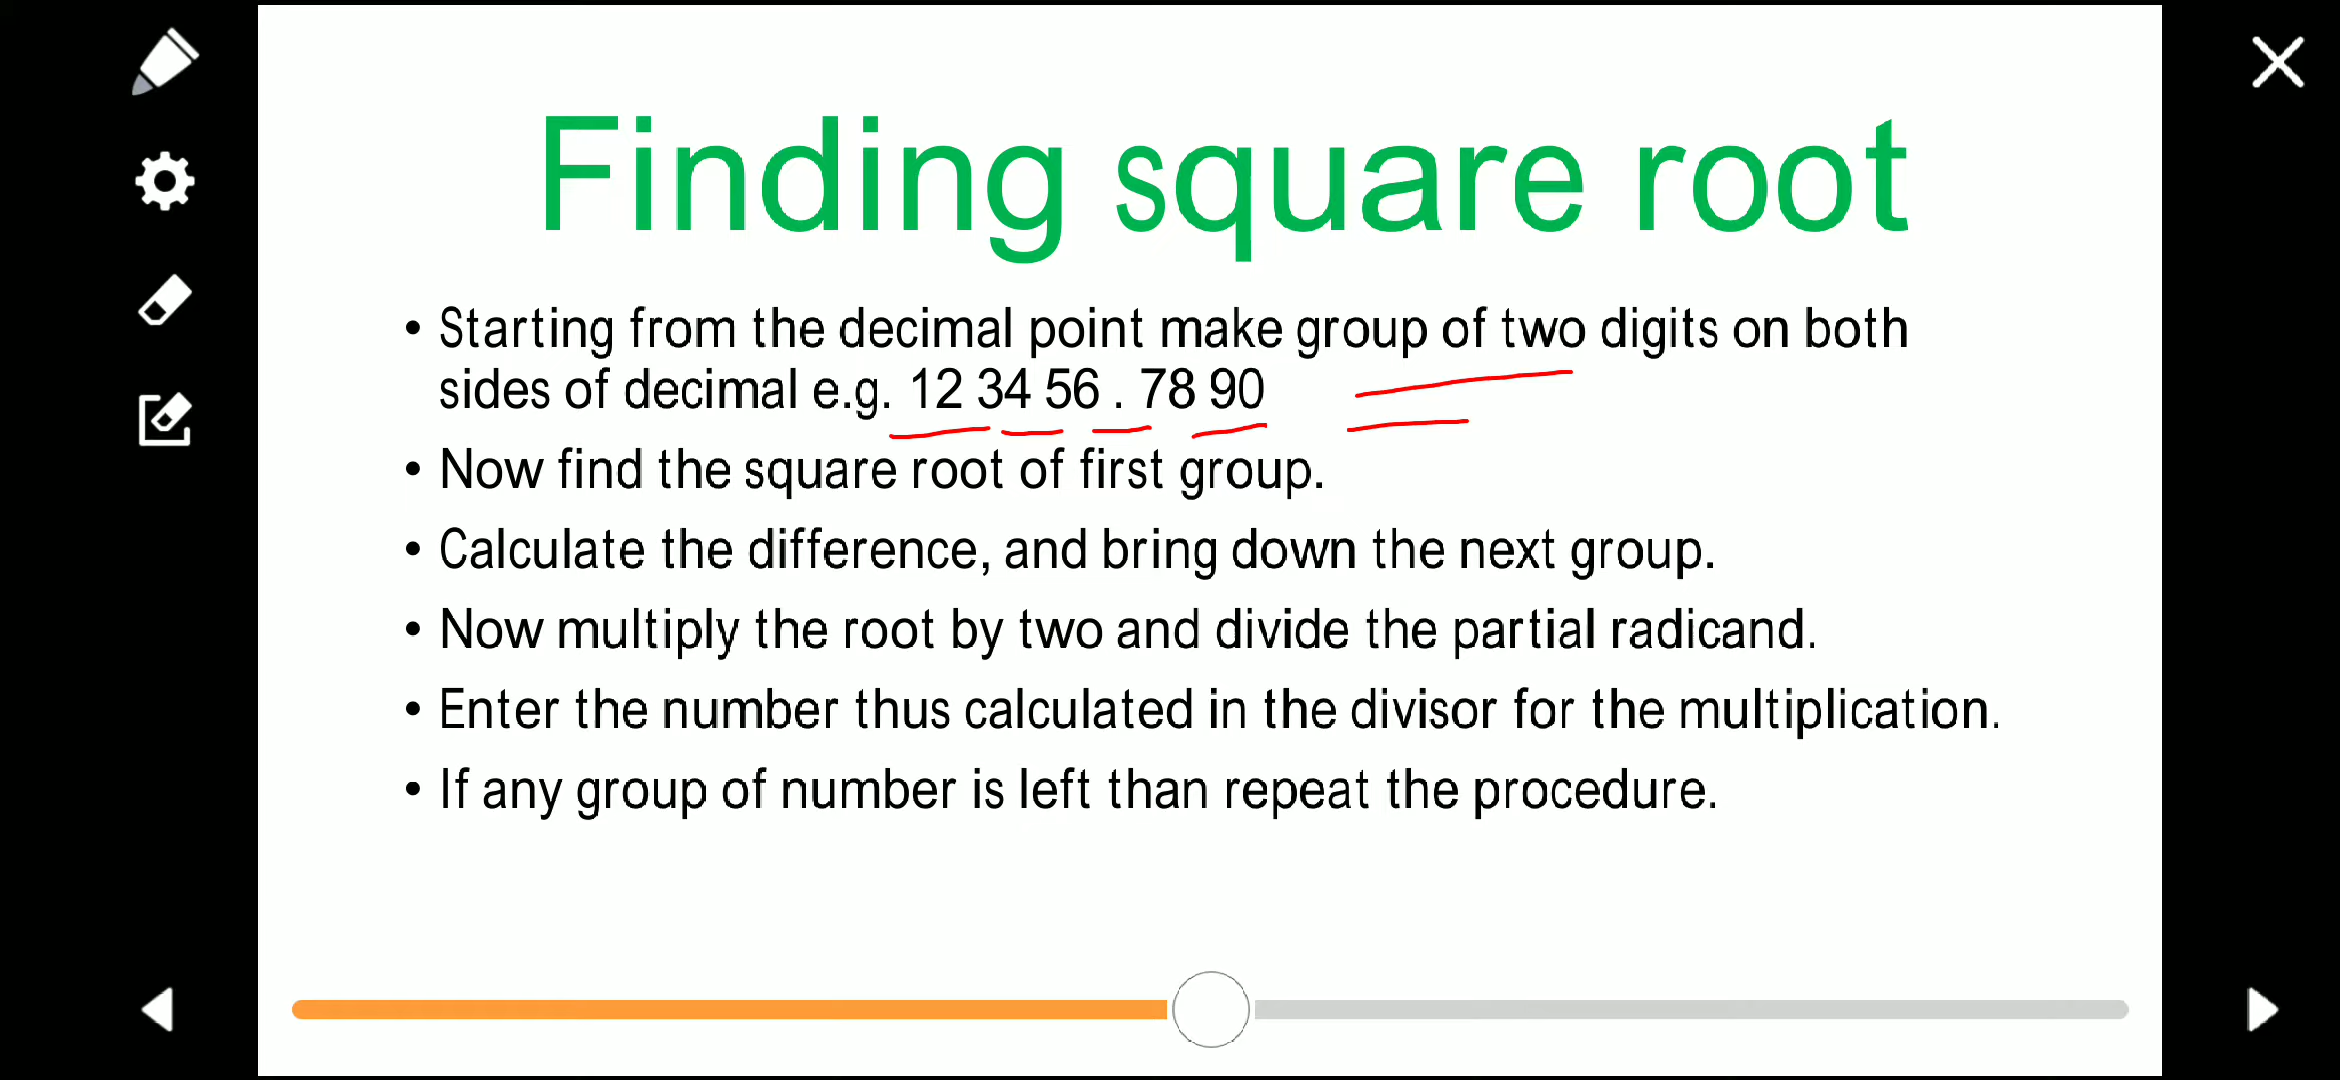 Finding square root
• Starting from the decimal point make group of two digits on both
sides of decimal e.g. 12 34 56 . 78 90
• Now find the square root of first group.
• Calculate the difference, and bring down the next group.
• Now multiply the root by two and divide the partial radicand.
• Enter the number thus calculated in the divisor for the multiplication.
• If any group of number is left than repeat the procedure.